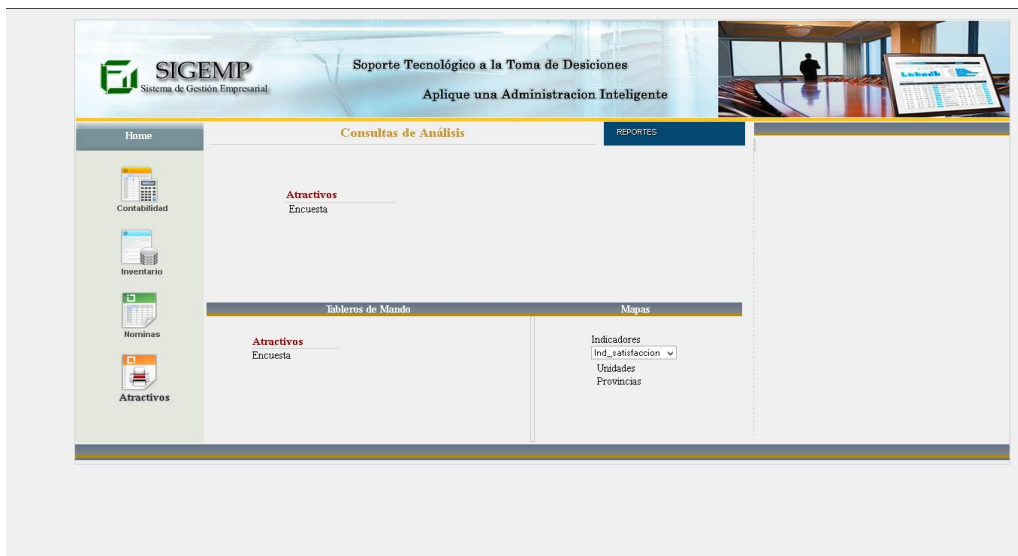 SIGEMP
Sistema de Gestión Empresarial
Soporte Tecnológico a la Toma de Desiciones
Aplique una Administracion Inteligente
Home
Consultas de Análisis
REPORTES
Contabilidad
Inventario
Nominas
Atractivos
Atractivos
Encuesta
Tableros de Mando
Mapas
Atractivos
Encuesta
Indicadores
Ind_satisfaccion
Unidades
Provincias